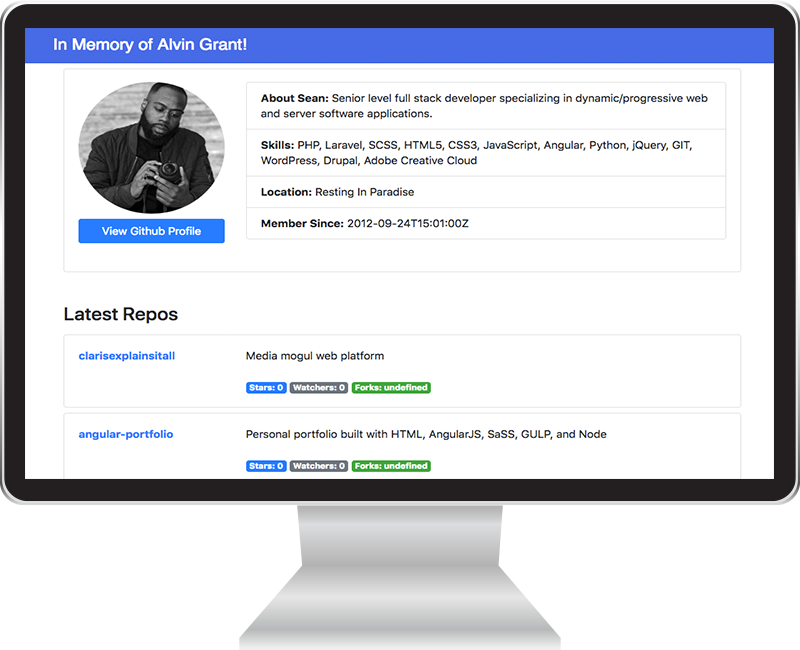 In Memory of Alvin Grant!
About Sean: Senior level full stack developer specializing in dynamic/progressive web
and server software applications.
Skills: PHP, Laravel, SCSS, HTML5, CSS3, JavaScript, Angular, Python, jQuery, GIT,
WordPress, Drupal, Adobe Creative Cloud
Location: Resting In Paradise
Member Since: 2012-09-24T15:01:00Z
View Github Profile
Latest Repos
clarisexplainsitall
Media mogul web platform
Stars: 0 Watchers: 0 Forks: undefined
angular-portfolio
Personal portfolio built with HTML, AngularJS, SaSS, GULP, and Node
Stars: 0 Watchers: 0 Forks: undefined